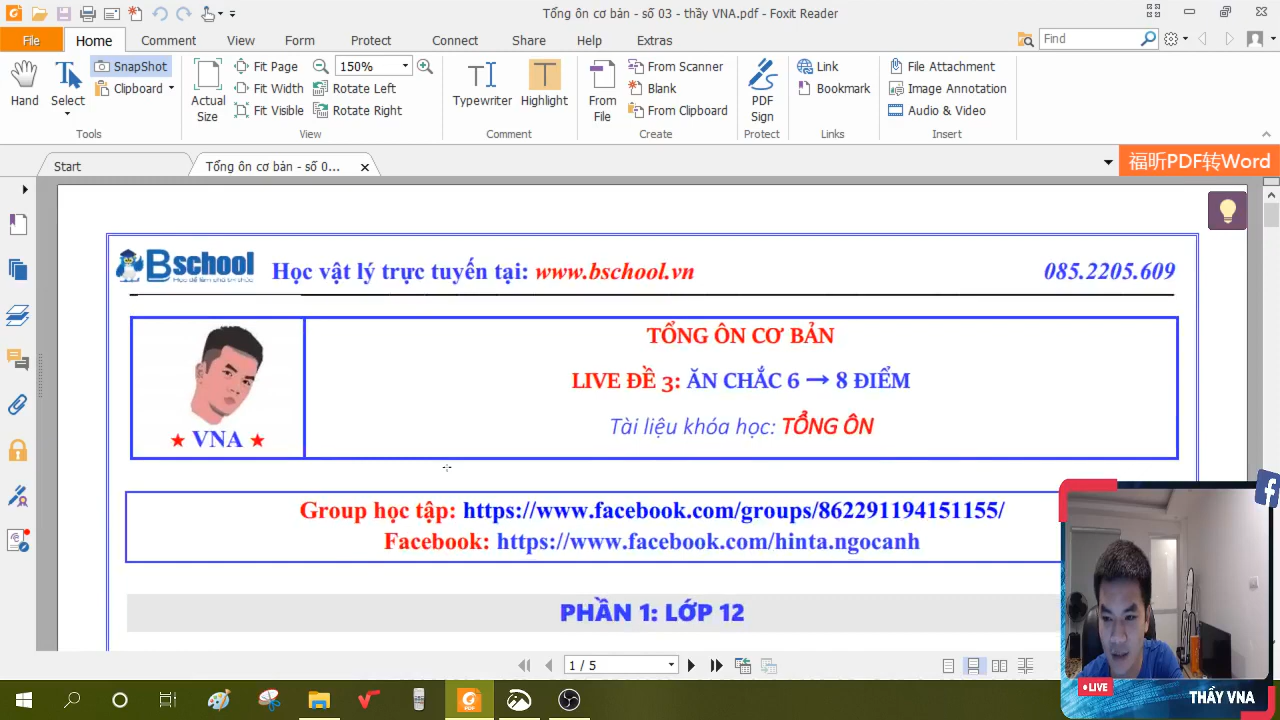 Tổng ôn cơ bản - số 03 - thầy VNA.pdf - Foxit Reader
File Home Comment View Form Protect Connect Share Help Extras Find
SnapShot Fit Page 150% From Scanner Link File Attachment
Clipboard Fit Width Rotate Left Blank Bookmark Image Annotation
Hand Select Actual Size Fit Visible Rotate Right Typewriter Highlight From File From Clipboard PDF Sign Audio & Video
Tools View Comment Create Protect Links Insert
Start Tổng ôn cơ bản - số 0... 福昕PDF转Word
Bschool Học vật lý trực tuyến tại: www.bschool.vn 085.2205.609
TỔNG ÔN CƠ BẢN
LIVE ĐỀ 3: ĂN CHẮC 6 → 8 ĐIỂM
Tài liệu khóa học: TỔNG ÔN
★ VNA ★
Group học tập: https://www.facebook.com/groups/862291194151155/
Facebook: https://www.facebook.com/hinta.ngocanh
PHẦN 1: LỚP 12
1 / 5
LIVE THẦY VNA